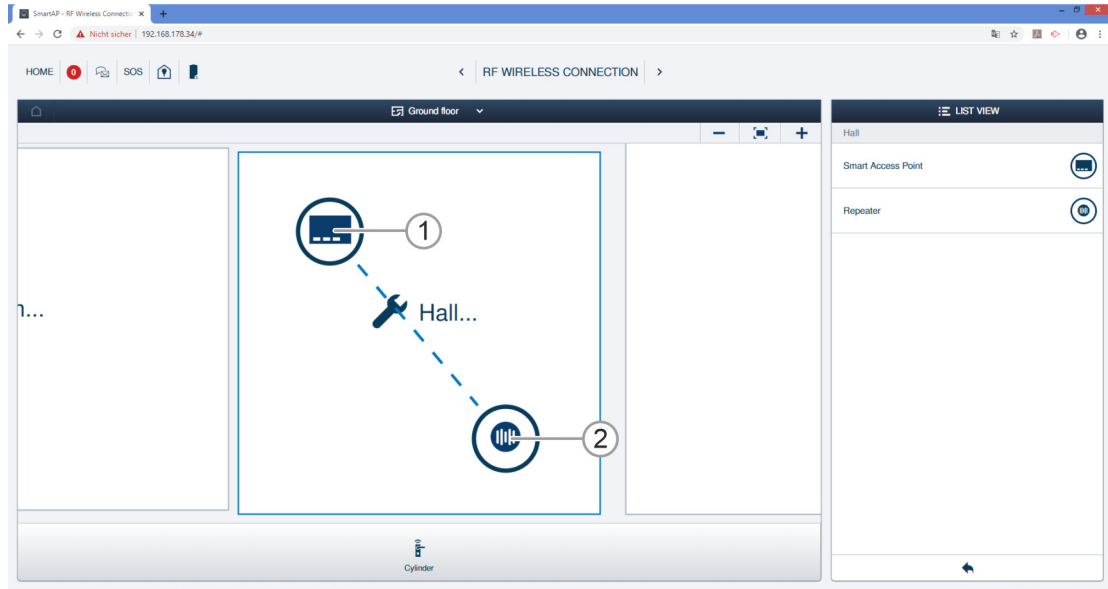 SmartAP - RF Wireless Connectio
Nicht sicher | 192.168.178.34/#
HOME 0 SOS RF WIRELESS CONNECTION
Ground floor
LIST VIEW
Hall
Smart Access Point
Repeater
1
n...
Hall...
2
Cylinder